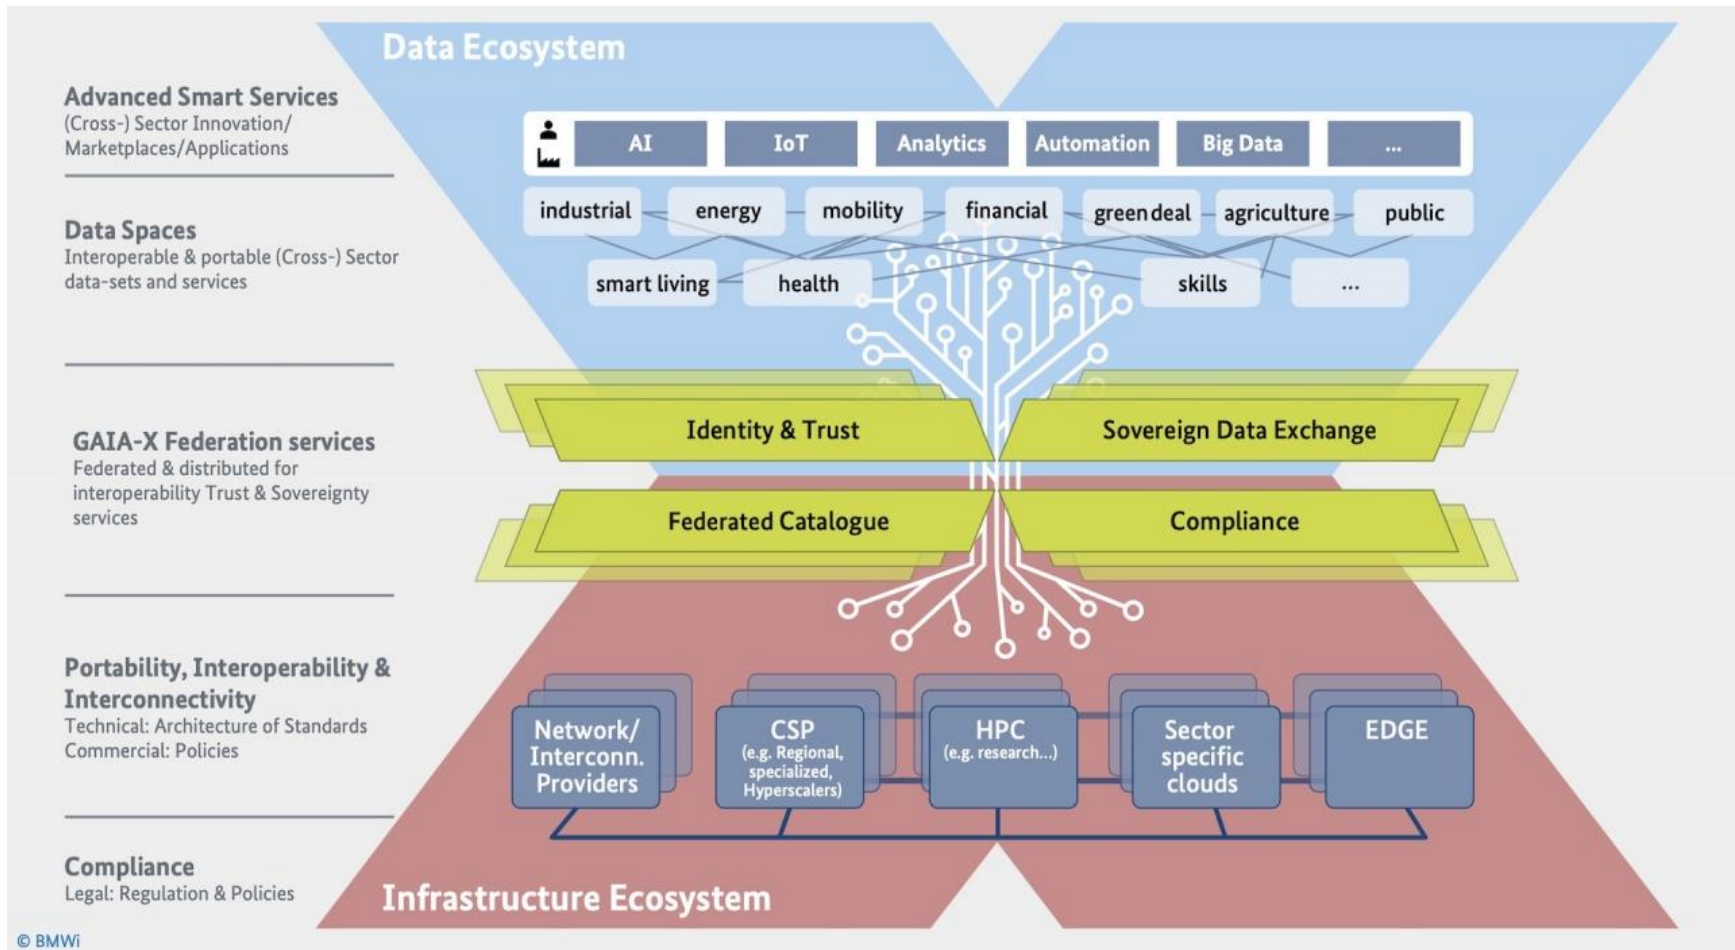 Data Ecosystem
Advanced Smart Services
(Cross-) Sector Innovation/
Marketplaces/Applications
AI
IoT
Analytics
Automation
Big Data
...
Data Spaces
Interoperable & portable (Cross-) Sector
data-sets and services
industrial
energy
mobility
financial
green deal
agriculture
public
smart living
health
skills
...
GAIA-X Federation services
Federated & distributed for
interoperability Trust & Sovereignty
services
Identity & Trust
Sovereign Data Exchange
Federated Catalogue
Compliance
Portability, Interoperability &
Interconnectivity
Technical: Architecture of Standards
Commercial: Policies
Network/
Interconn.
Providers
CSP
(e.g. Regional,
specialized,
Hyperscalers)
HPC
(e.g. research...)
Sector
specific
clouds
EDGE
Compliance
Legal: Regulation & Policies
Infrastructure Ecosystem
© BMWi